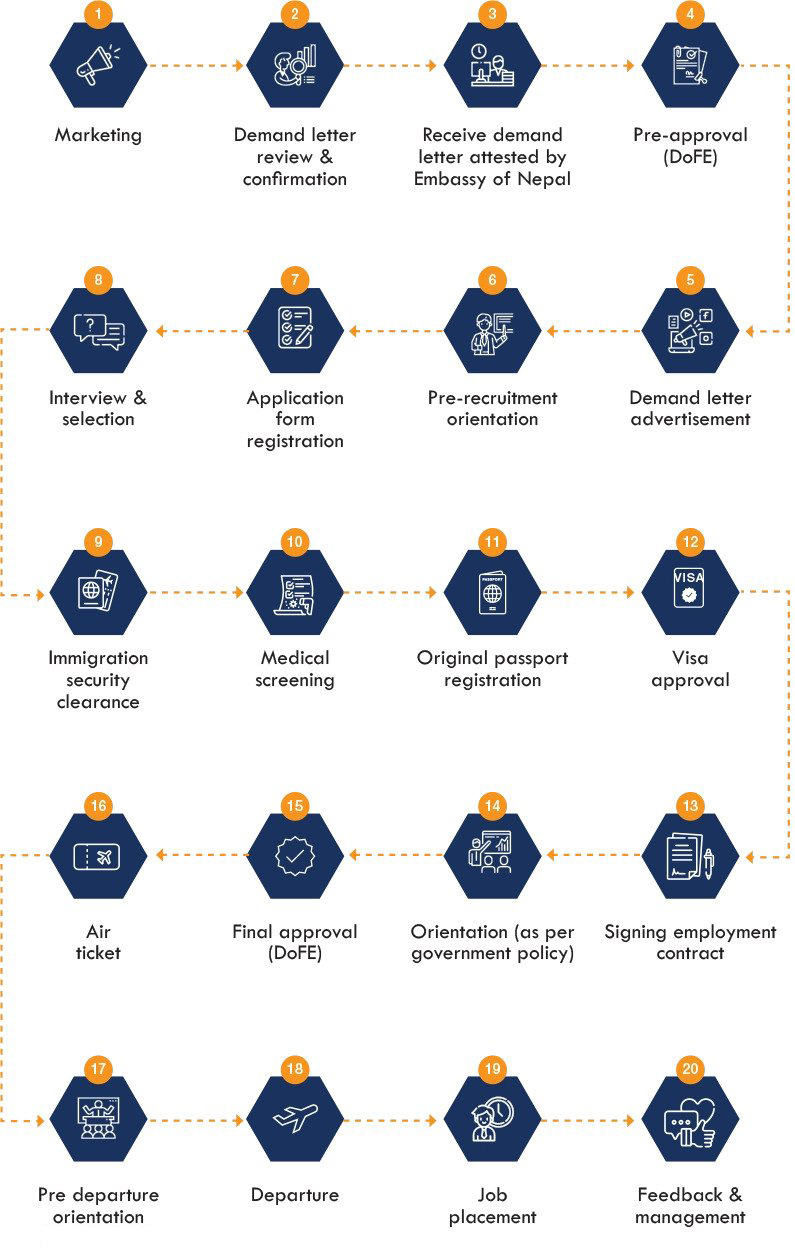 1
Marketing
2
Demand letter
review &
confirmation
3
Receive demand
letter attested by
Embassy of Nepal
4
Pre-approval
(DoFE)
5
Demand letter
advertisement
6
Pre-recruitment
orientation
7
Application
form
registration
8
?
Interview &
selection
9
Immigration
security
clearance
10
Medical
screening
11
PASSPORT
Original passport
registration
12
VISA
Visa
approval
13
Signing employment
contract
14
Orientation (as per
government policy)
15
Final approval
(DoFE)
16
Air
ticket
17
Pre departure
orientation
18
Departure
19
Job
placement
20
Feedback &
management